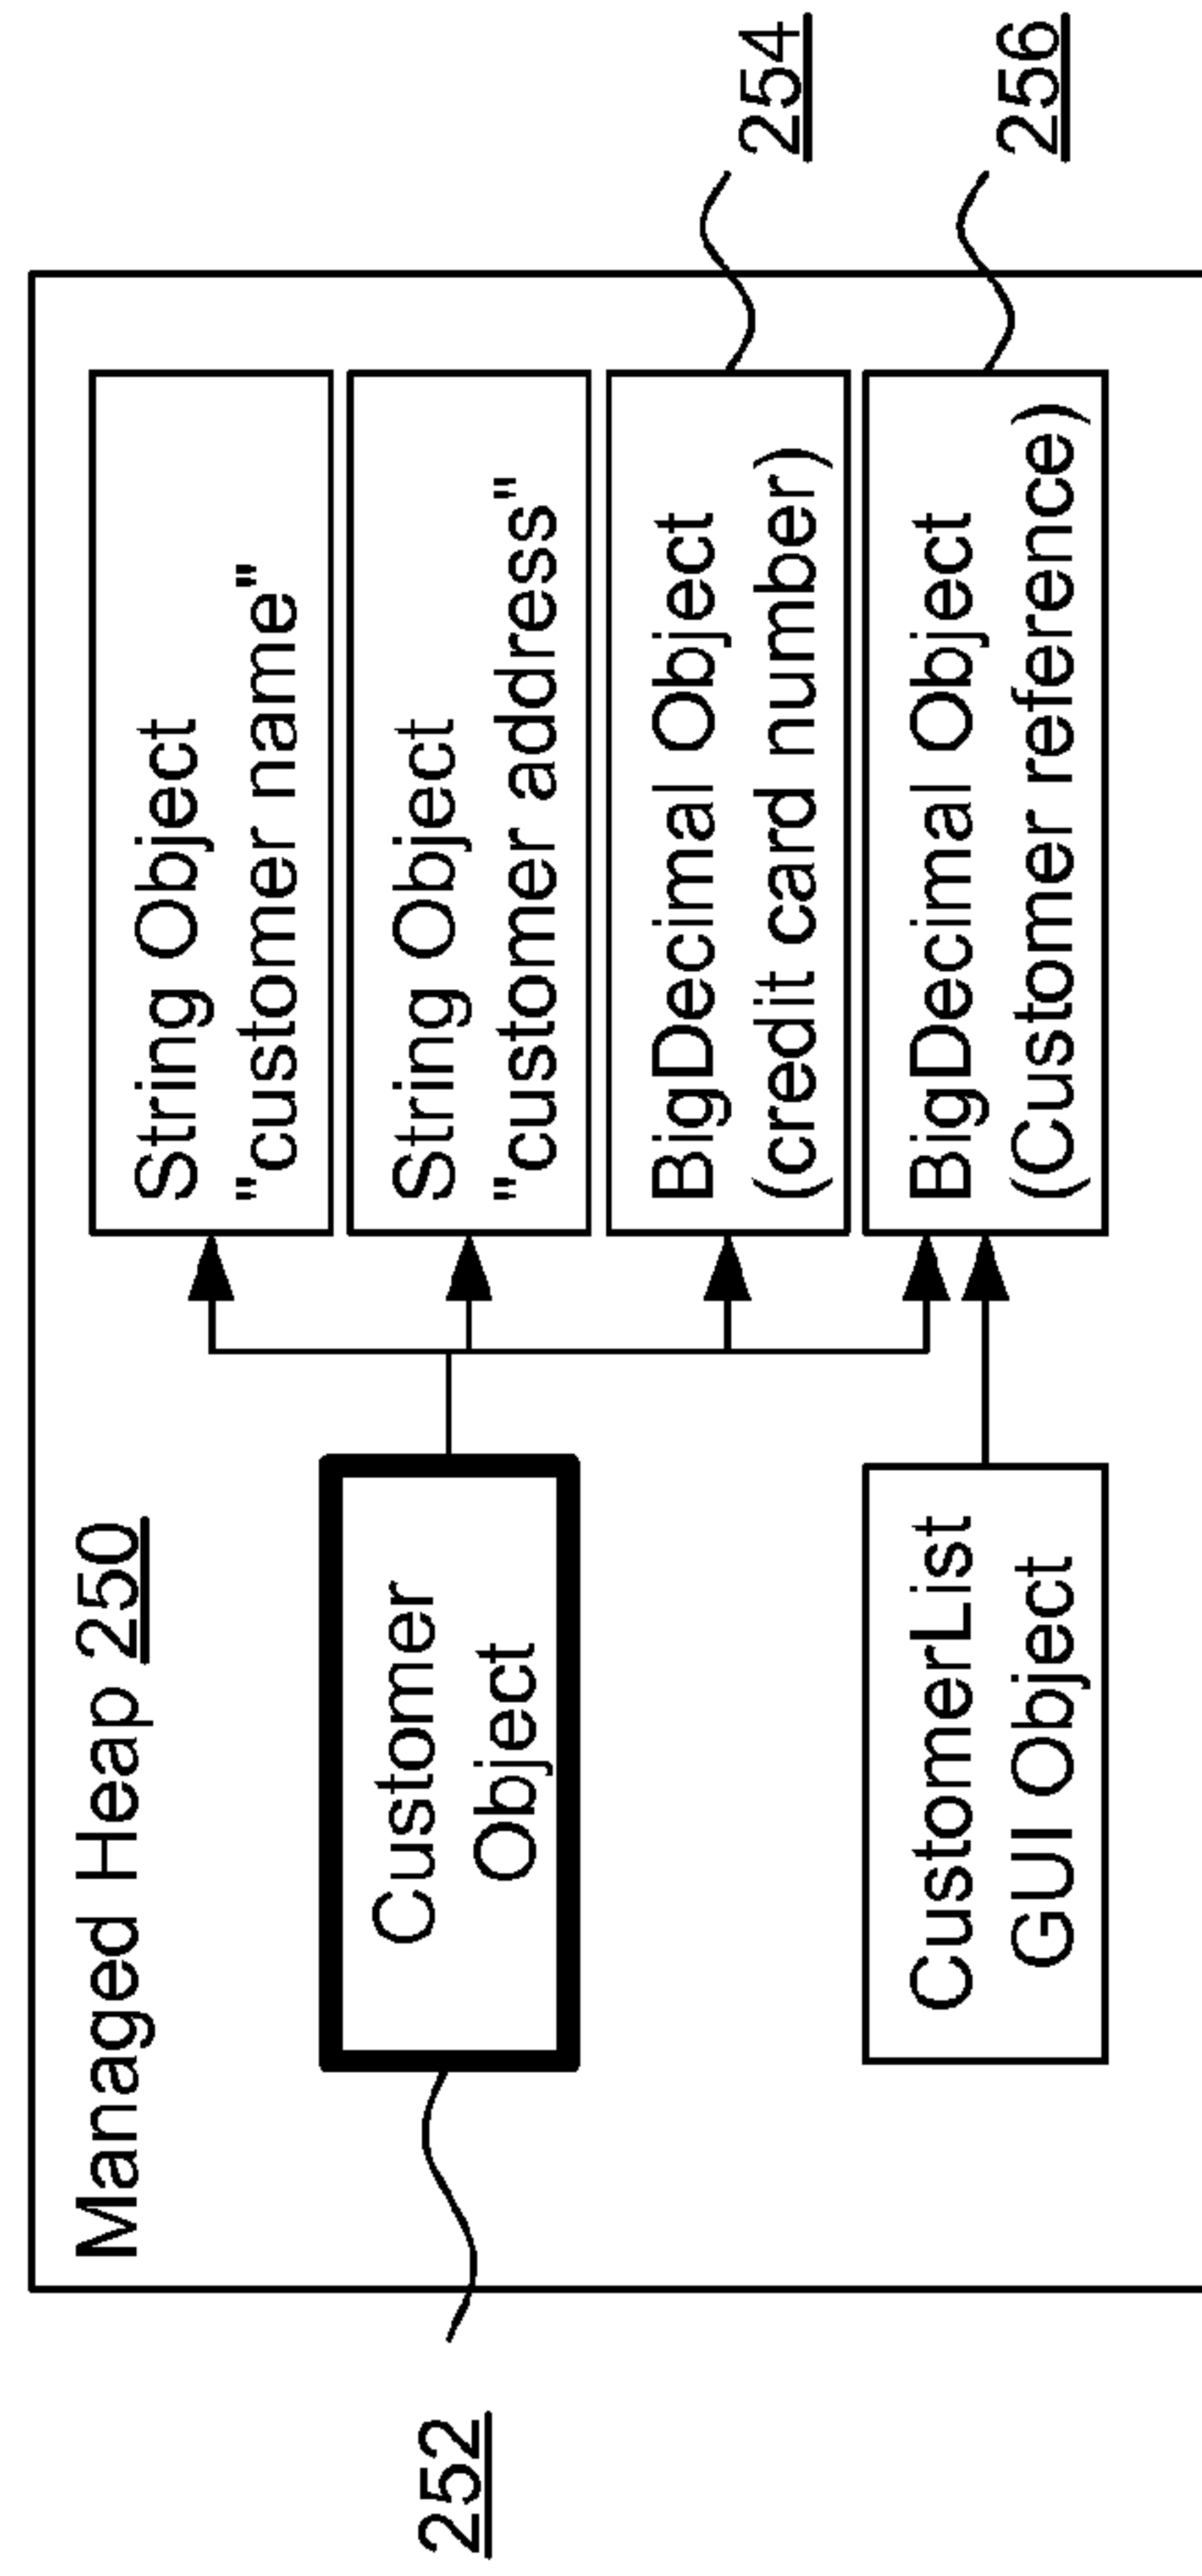 Managed Heap 250
String Object
"customer name"
252
Customer
Object
String Object
"customer address"
BigDecimal Object
(credit card number)
254
CustomerList
GUI Object
BigDecimal Object
(Customer reference)
256